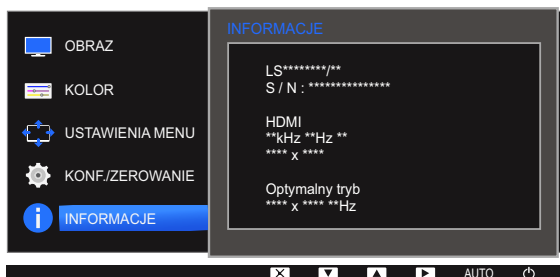 OBRAZ
KOLOR
USTAWIENIA MENU
KONF./ZEROWANIE
INFORMACJE
INFORMACJE
LS********/**
S / N : ***************
HDMI
**kHz **Hz **
**** x ****
Optymalny tryb
**** x **** **Hz
AUTO